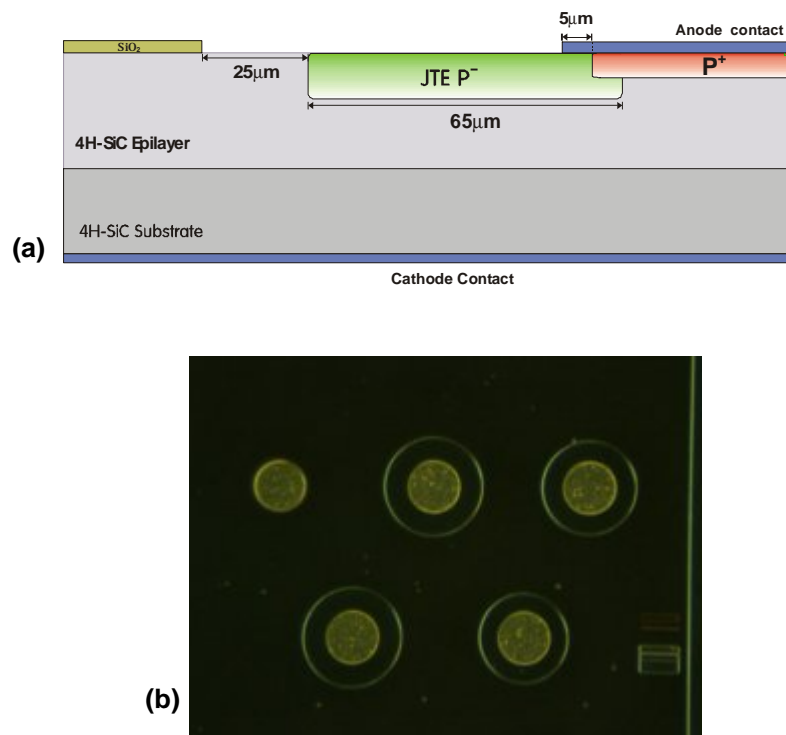 5μm
Anode contact
SiO₂
25μm
JTE P⁻
P⁺
65μm
4H-SiC Epilayer
4H-SiC Substrate
(a)
Cathode Contact
(b)